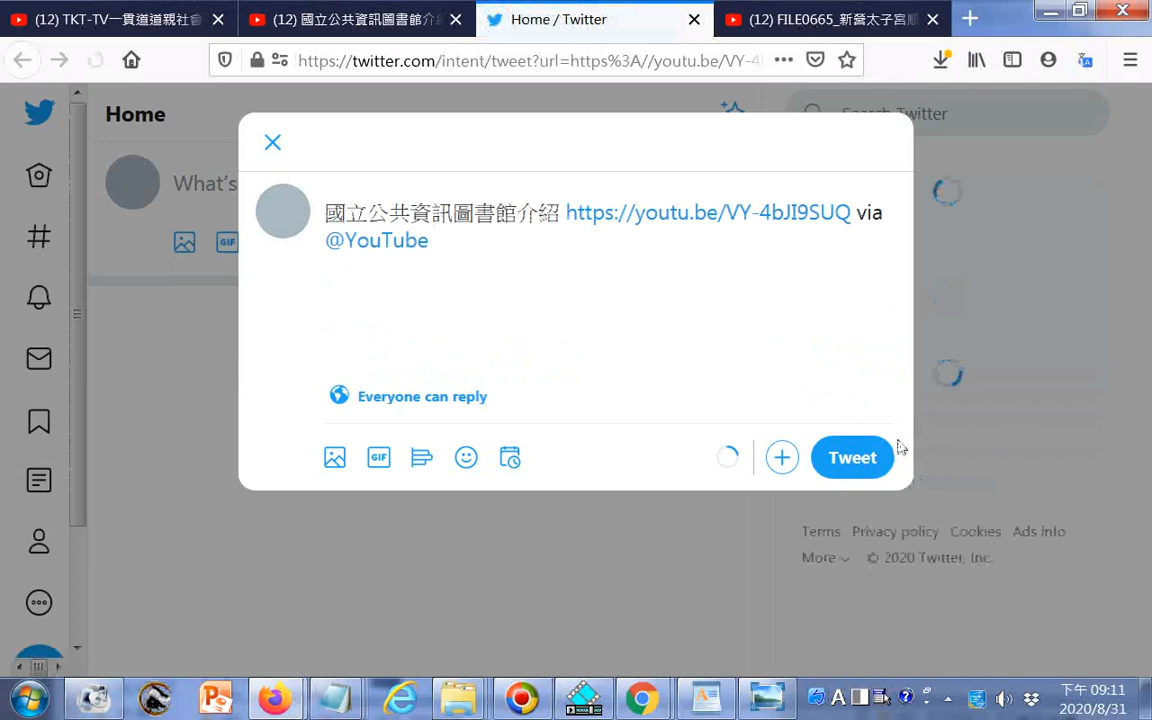 (12) TKT-TV一貫道道親社會
(12) 國立公共資訊圖書館介
Home / Twitter
(12) FILE0665_新營太子宮順
https://twitter.com/intent/tweet?url=https%3A//youtu.be/VY-4
Home
Search Twitter
What's
GIF
國立公共資訊圖書館介紹 https://youtu.be/VY-4bJI9SUQ via
@YouTube
Everyone can reply
GIF
Tweet
Terms Privacy policy Cookies Ads info
More © 2020 Twitter, Inc.
下午 09:11
2020/8/31